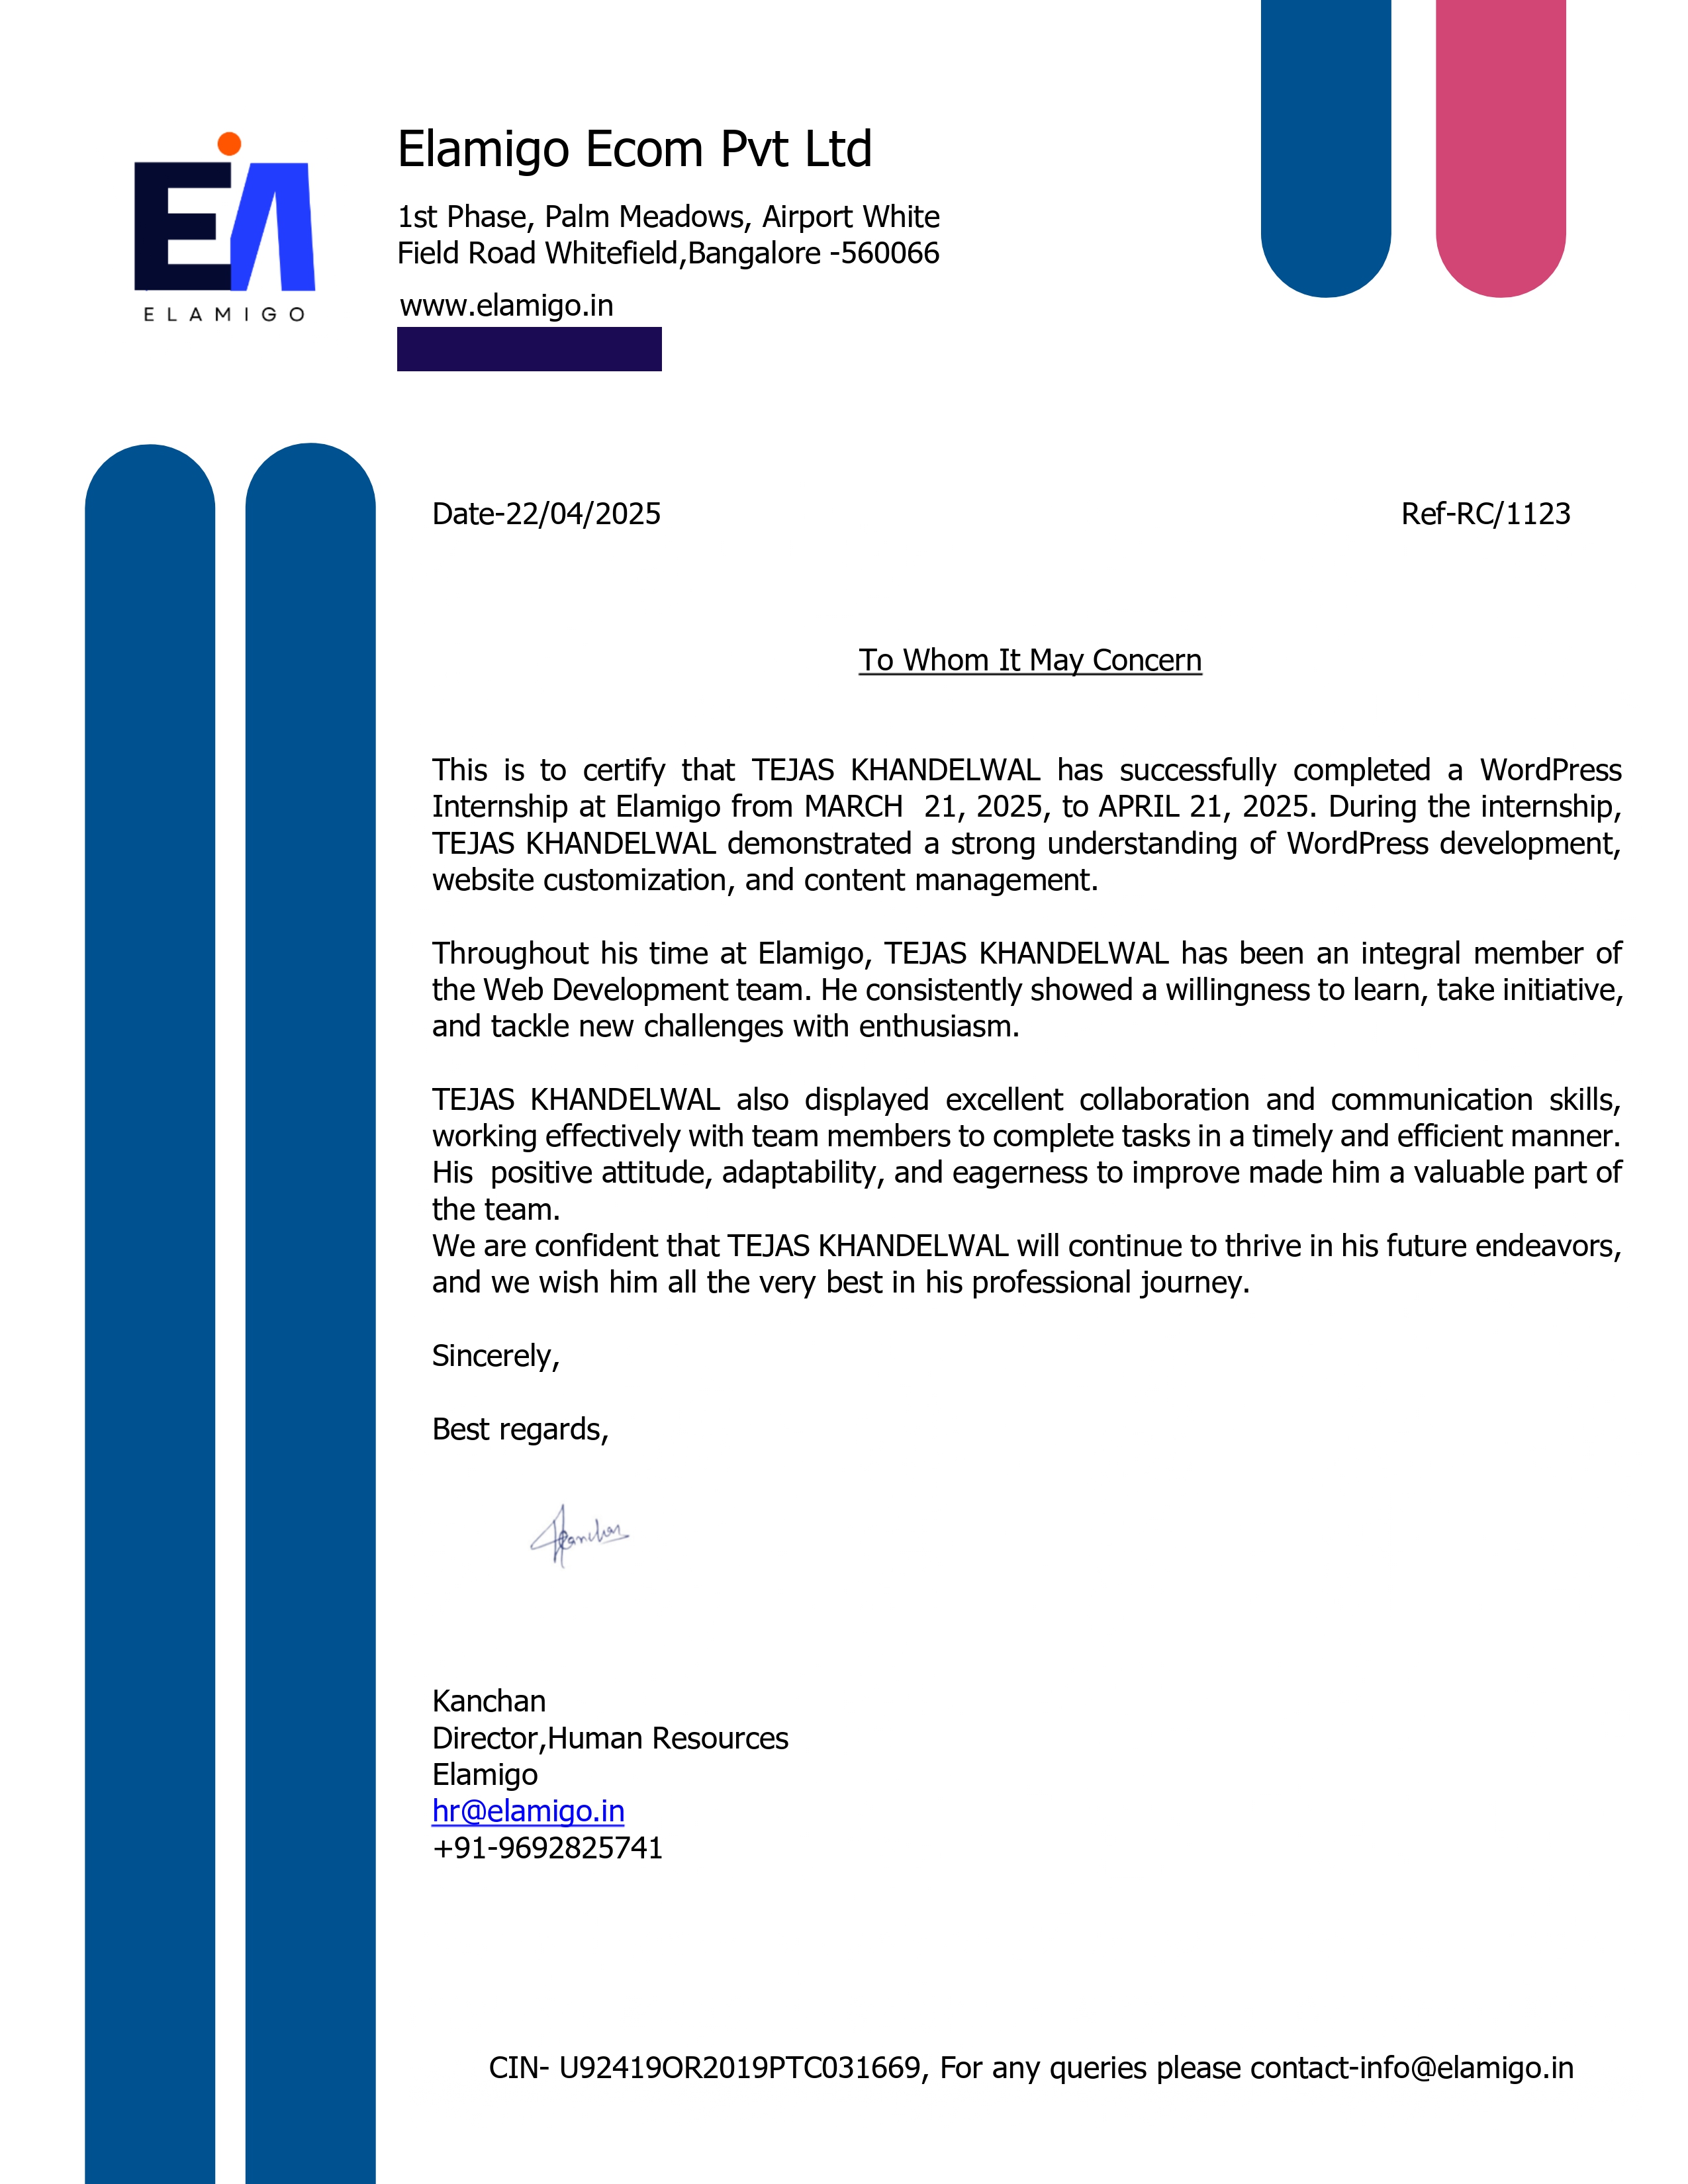 ELAMIGO
Elamigo Ecom Pvt Ltd
1st Phase, Palm Meadows, Airport White
Field Road Whitefield,Bangalore -560066
www.elamigo.in
Date-22/04/2025
Ref-RC/1123
To Whom It May Concern
This is to certify that TEJAS KHANDELWAL has successfully completed a WordPress
Internship at Elamigo from MARCH  21, 2025, to APRIL 21, 2025. During the internship,
TEJAS KHANDELWAL demonstrated a strong understanding of WordPress development,
website customization, and content management.
Throughout his time at Elamigo, TEJAS KHANDELWAL has been an integral member of
the Web Development team. He consistently showed a willingness to learn, take initiative,
and tackle new challenges with enthusiasm.
TEJAS KHANDELWAL also displayed excellent collaboration and communication skills,
working effectively with team members to complete tasks in a timely and efficient manner.
His  positive attitude, adaptability, and eagerness to improve made him a valuable part of
the team.
We are confident that TEJAS KHANDELWAL will continue to thrive in his future endeavors,
and we wish him all the very best in his professional journey.
Sincerely,
Best regards,
Kanchan
Kanchan
Director,Human Resources
Elamigo
hr@elamigo.in
+91-9692825741
CIN- U92419OR2019PTC031669, For any queries please contact-info@elamigo.in